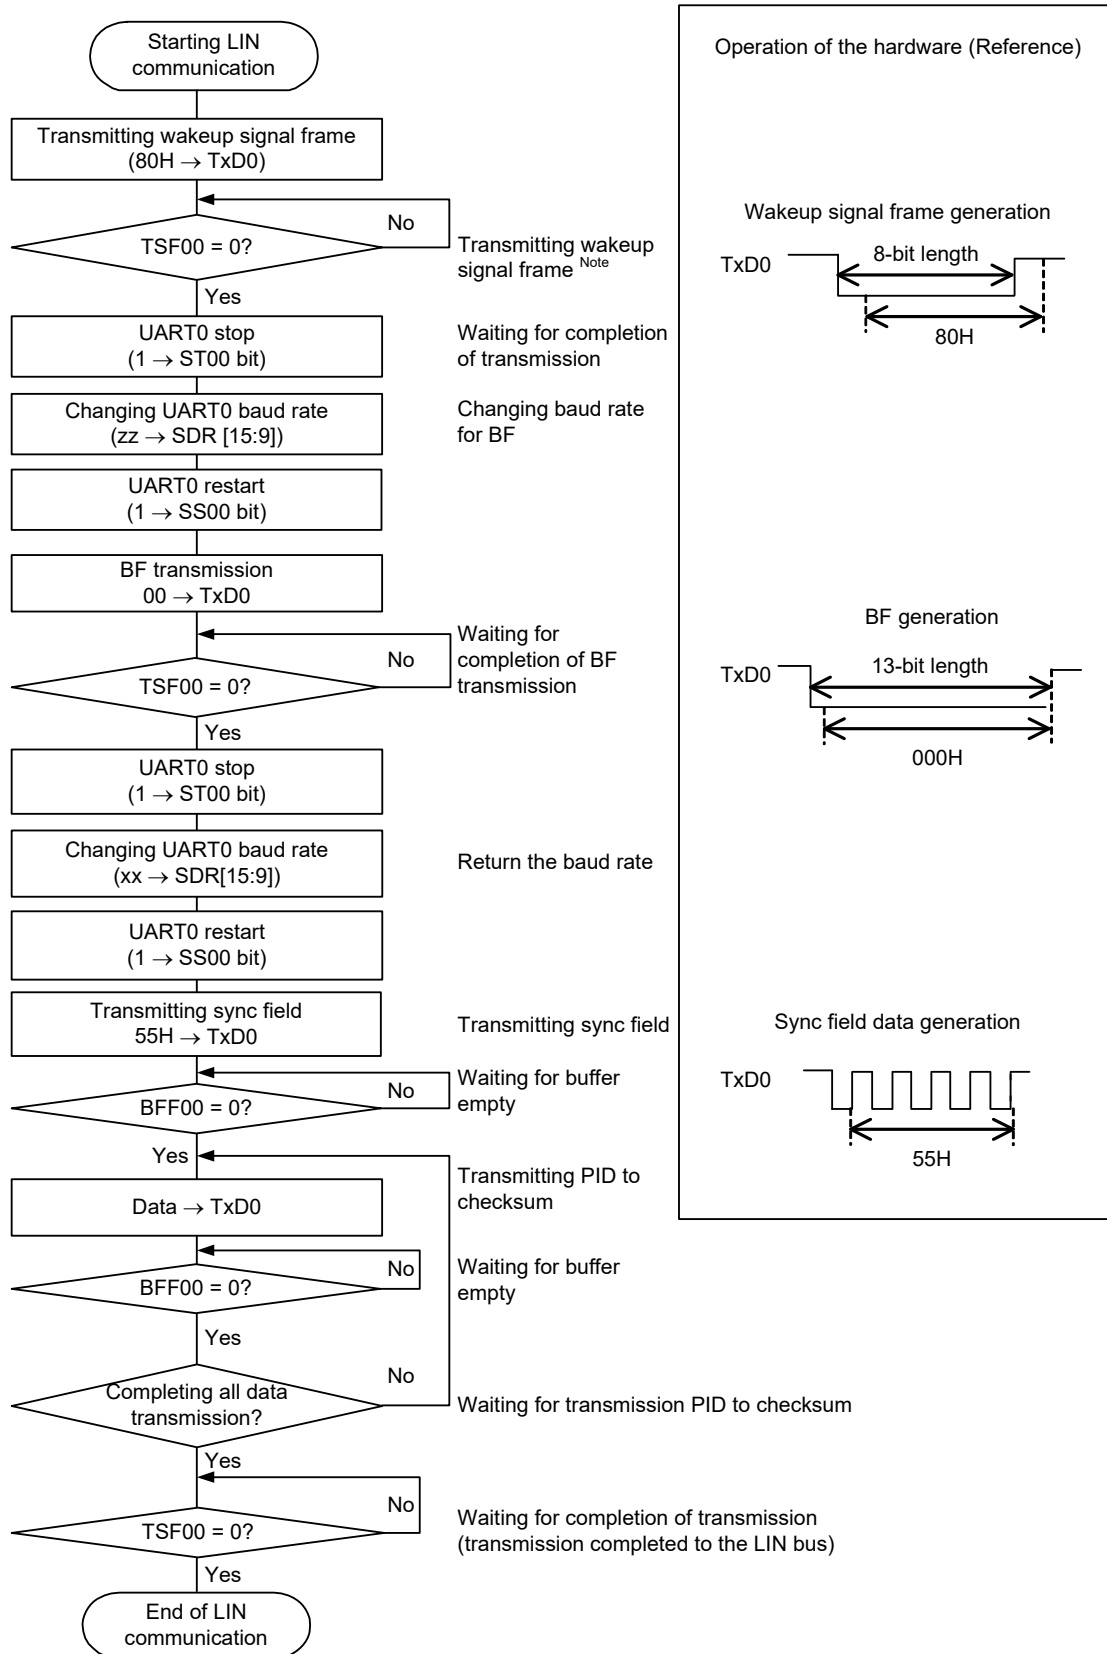 Starting LIN
communication
Transmitting wakeup signal frame
(80H → TxD0)
No
TSF00 = 0?
Transmitting wakeup
signal frame Note
Yes
UART0 stop
(1 → ST00 bit)
Waiting for completion
of transmission
Changing UART0 baud rate
(zz → SDR [15:9])
Changing baud rate
for BF
UART0 restart
(1 → SS00 bit)
BF transmission
00 → TxD0
Waiting for
completion of BF
transmission
No
TSF00 = 0?
Yes
UART0 stop
(1 → ST00 bit)
Changing UART0 baud rate
(xx → SDR[15:9])
Return the baud rate
UART0 restart
(1 → SS00 bit)
Transmitting sync field
55H → TxD0
Transmitting sync field
Waiting for buffer
empty
No
BFF00 = 0?
Yes
Transmitting PID to
checksum
Data → TxD0
No
BFF00 = 0?
Waiting for buffer
empty
Yes
No
Completing all data
transmission?
Waiting for transmission PID to checksum
Yes
No
TSF00 = 0?
Waiting for completion of transmission
(transmission completed to the LIN bus)
Yes
End of LIN
communication
Operation of the hardware (Reference)
Wakeup signal frame generation
TxD0
8-bit length
80H
BF generation
TxD0
13-bit length
000H
Sync field data generation
TxD0
55H